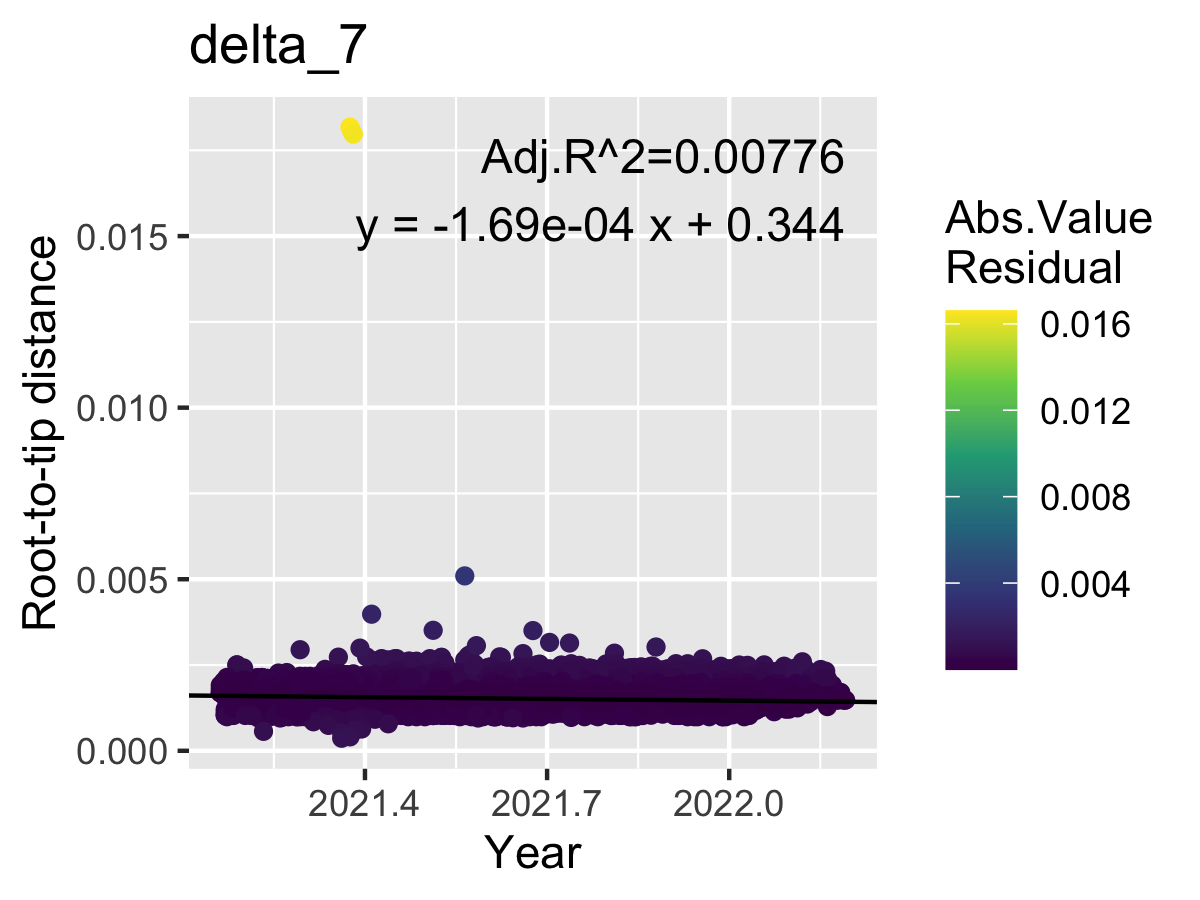 delta_7
Adj.R^2=0.00776
y = -1.69e-04 x + 0.344
Root-to-tip distance
0.015
0.010
0.005
0.000
2021.4
2021.7
2022.0
Year
Abs.Value
Residual
0.016
0.012
0.008
0.004